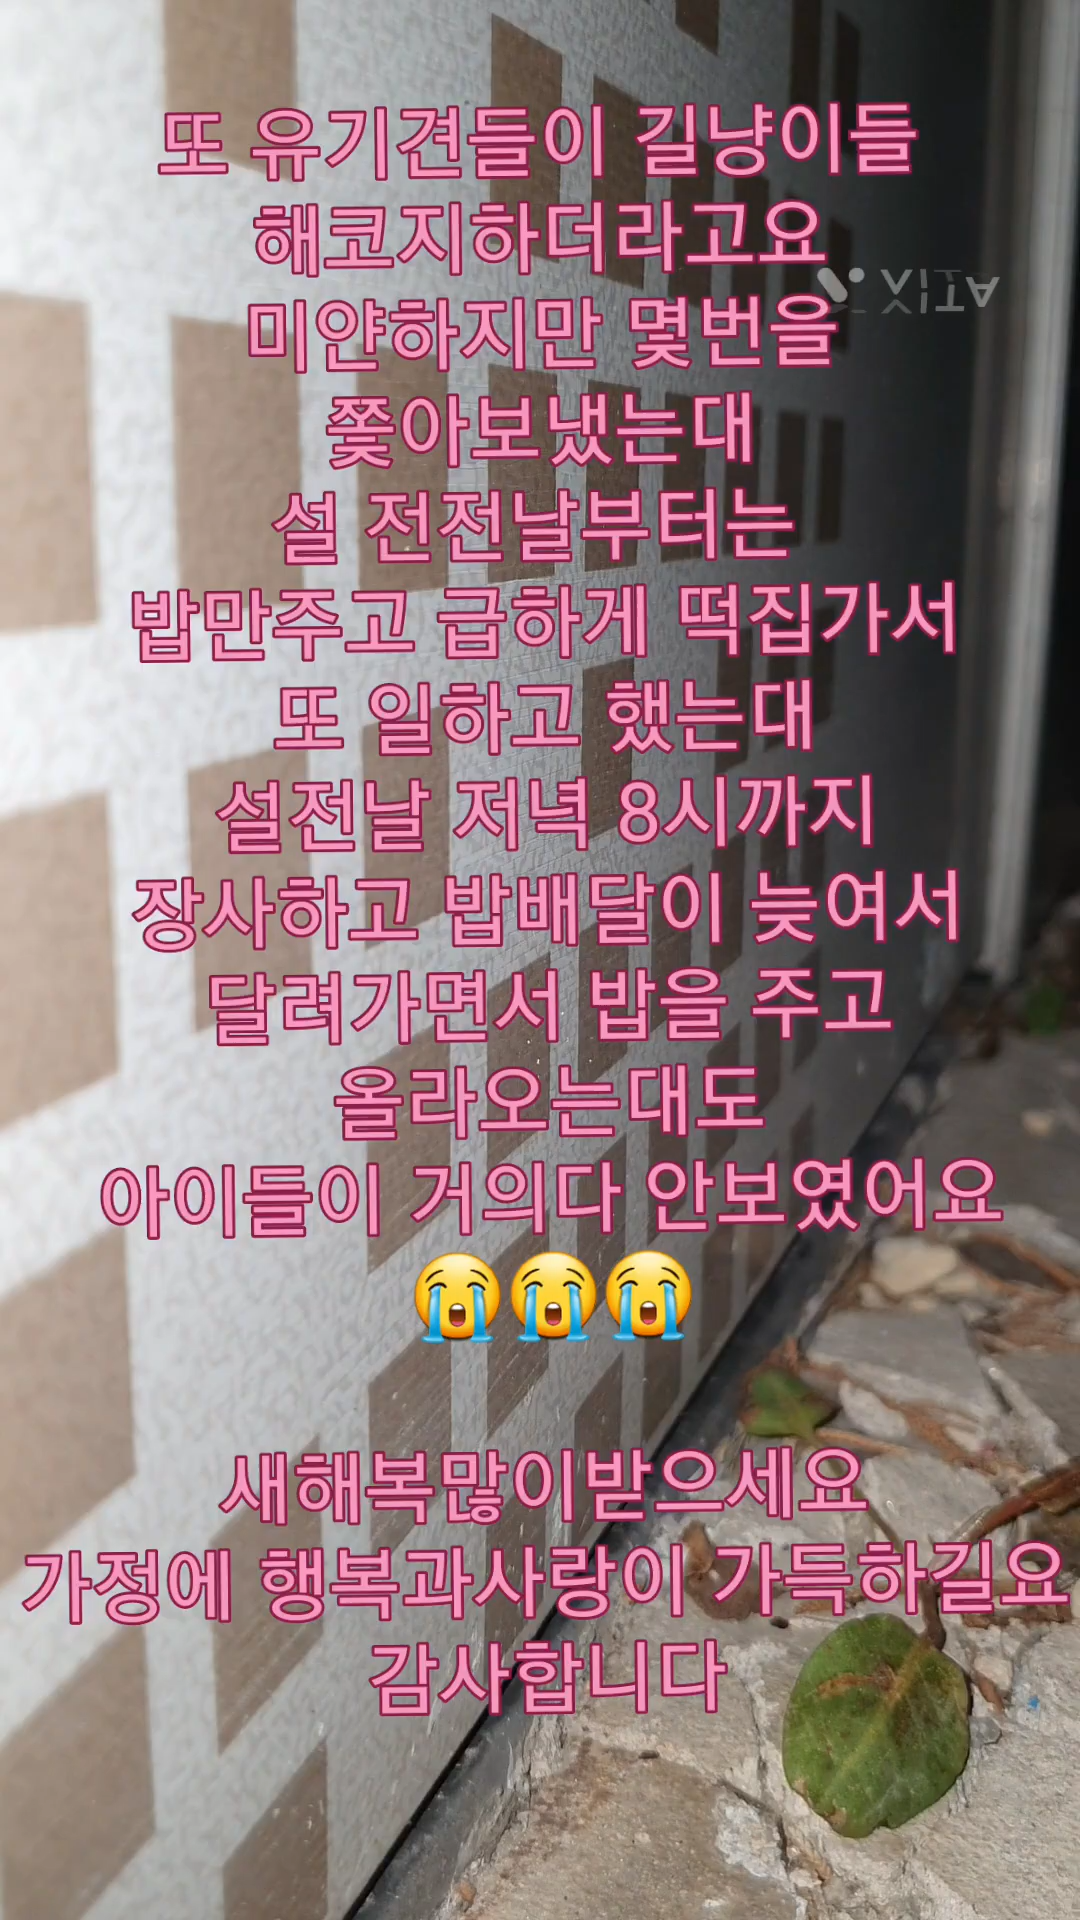 또 유기견들이 길냥이들
해코지하더라고요
VITA
미얀하지만 몇번을
쫓아보냈는대
설 전전날부터는
밥만주고 급하게 떡집가서
또 일하고 했는대
설전날 저녁 8시까지
장사하고 밥배달이 늦여서
달려가면서 밥을 주고
올라오는대도
아이들이 거의다 안보였어요
😭😭😭
새해복많이받으세요
가정에 행복과사랑이 가득하길요
감사합니다